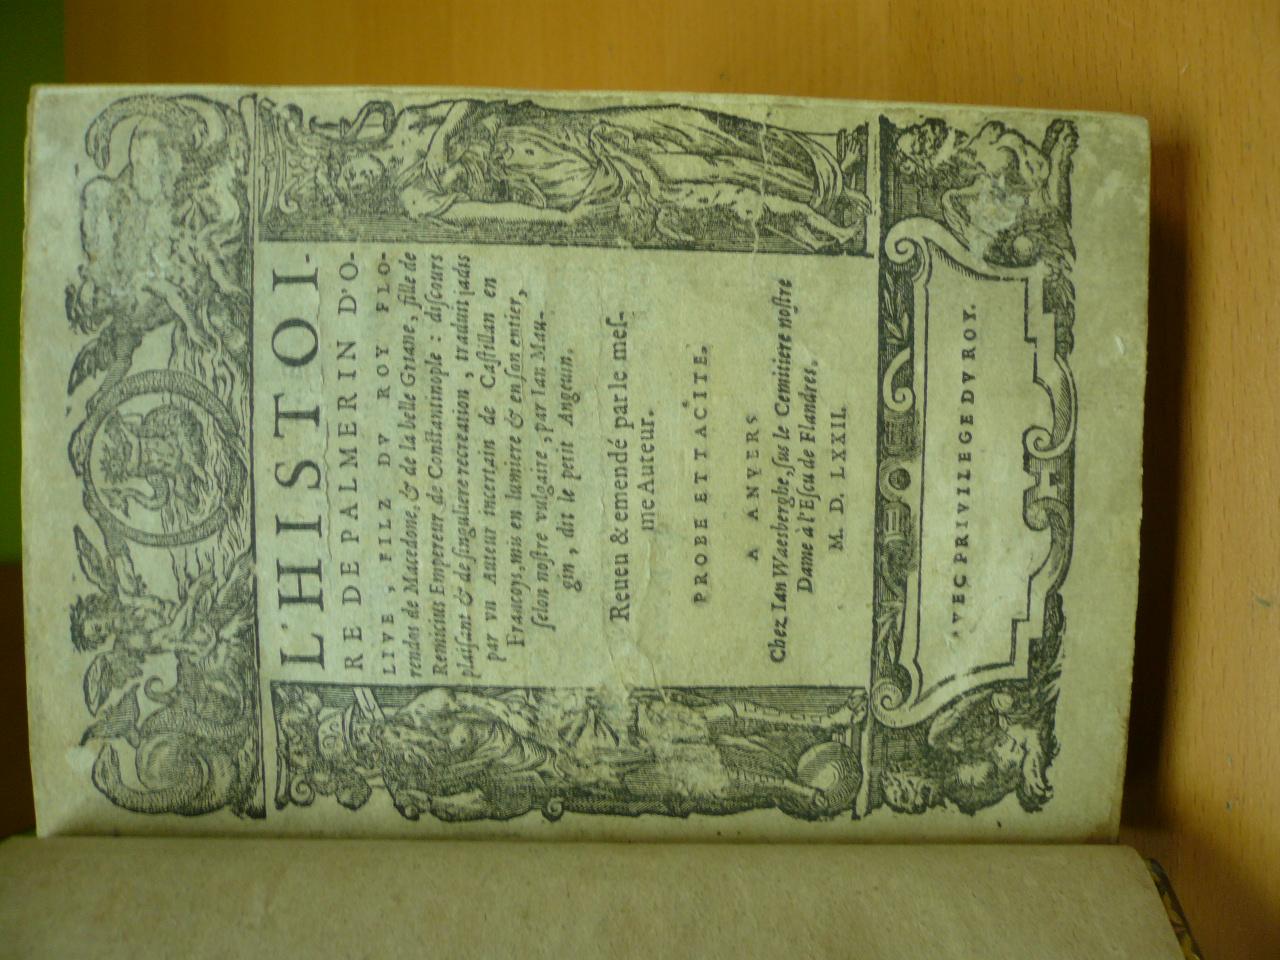 L'HISTOI-
RE DE PALMERIN D'O-
LIVE, FILZ DV ROY FLO-
rendos de Macedone, & de la belle Griane, fille de
Remicius Empereur de Constantinople : discours
plaisant & de singuliere recreation, traduit jadis
par vn Auteur incertain de Castillan en
Françoys, mis en lumiere & en son entier,
selon nostre vulgaire, par Ian Mau-
gin, dit le petit Angeuin.
Reueu & emendé par le mes-
me Auteur.
PROBE ET TACITE.
A ANVERS
Chez Ian Waesberghe, sus le Cemitiere nostre
Dame à l'Escu de Flandres.
M. D. LXXII.
AVEC PRIVILEGE DV ROY.